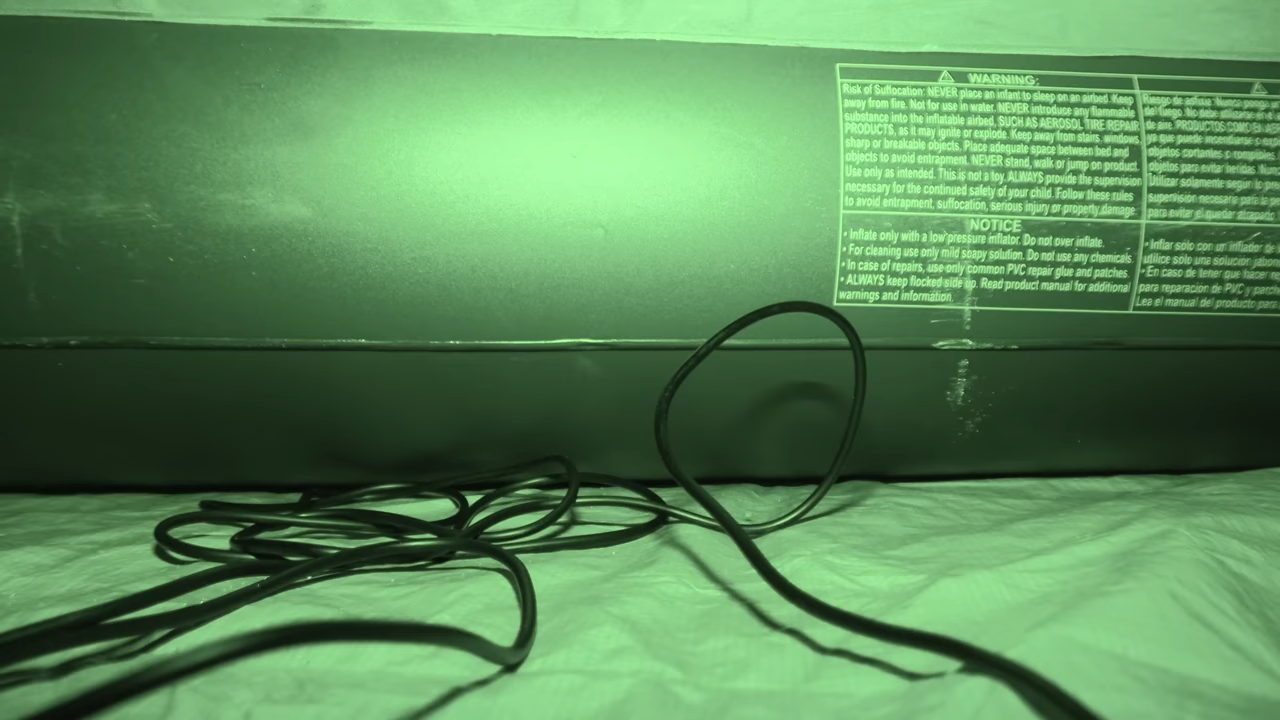 WARNING:
Risk of Suffocation: NEVER place an infant to sleep on an airbed. Keep
away from fire. Not for use in water. NEVER introduce any flammable
substance into the inflatable airbed, SUCH AS AEROSOL TIRE REPAIR
PRODUCTS, as it may ignite or explode. Keep away from stairs, windows,
sharp or breakable objects. Place adequate space between bed and
objects to avoid entrapment. NEVER stand, walk or jump on product.
Use only as intended. This is not a toy. ALWAYS provide the supervision
necessary for the continued safety of your child. Follow these rules
to avoid entrapment, suffocation, serious injury or property damage.
NOTICE
• Inflate only with a low pressure inflator. Do not over inflate.
• For cleaning use only mild soapy solution. Do not use any chemicals.
• In case of repairs, use only common PVC repair glue and patches.
• ALWAYS keep flocked side up. Read product manual for additional
warnings and information.
Riesgo de asfixia: Nunca ponga
del fuego. No
de aire. PRODUCTOS COMO
ya que puede
objetos cortantes o
objetos para evitar
Utilizar solamente segun
supervision necesaria para
para evitar el quedar atrapado,
• Inflar solo con un inflador de
utilice solo una solucion
• En caso de tener que hacer
para reparacion de PVC y
Lea el manual del producto para